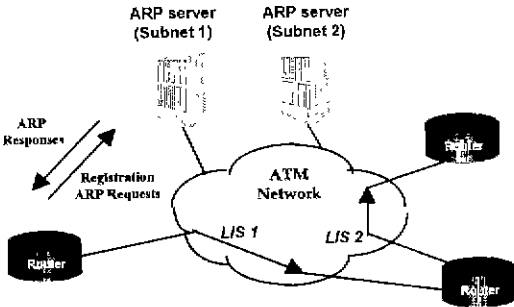 ARP server
(Subnet 1)
ARP server
(Subnet 2)
ARP
Responses
Registration
ARP Requests
ATM
Network
LIS 1
LIS 2
Router
Router
Router